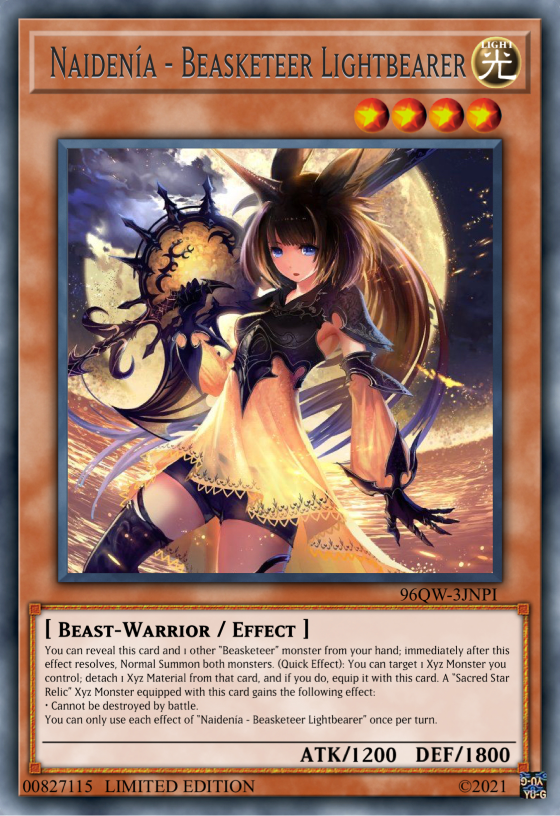 NAIDENÍA - BEASKETEER LIGHTBEARER
LIGHT
光
96QW-3JNPI
[ BEAST-WARRIOR / EFFECT ]
You can reveal this card and 1 other "Beasketeer" monster from your hand; immediately after this
effect resolves, Normal Summon both monsters. (Quick Effect): You can target 1 Xyz Monster you
control; detach 1 Xyz Material from that card, and if you do, equip it with this card. A "Sacred Star
Relic" Xyz Monster equipped with this card gains the following effect:
• Cannot be destroyed by battle.
You can only use each effect of "Naidenía - Beasketeer Lightbearer" once per turn.
ATK/1200 DEF/1800
00827115 LIMITED EDITION ©2021
YU-G